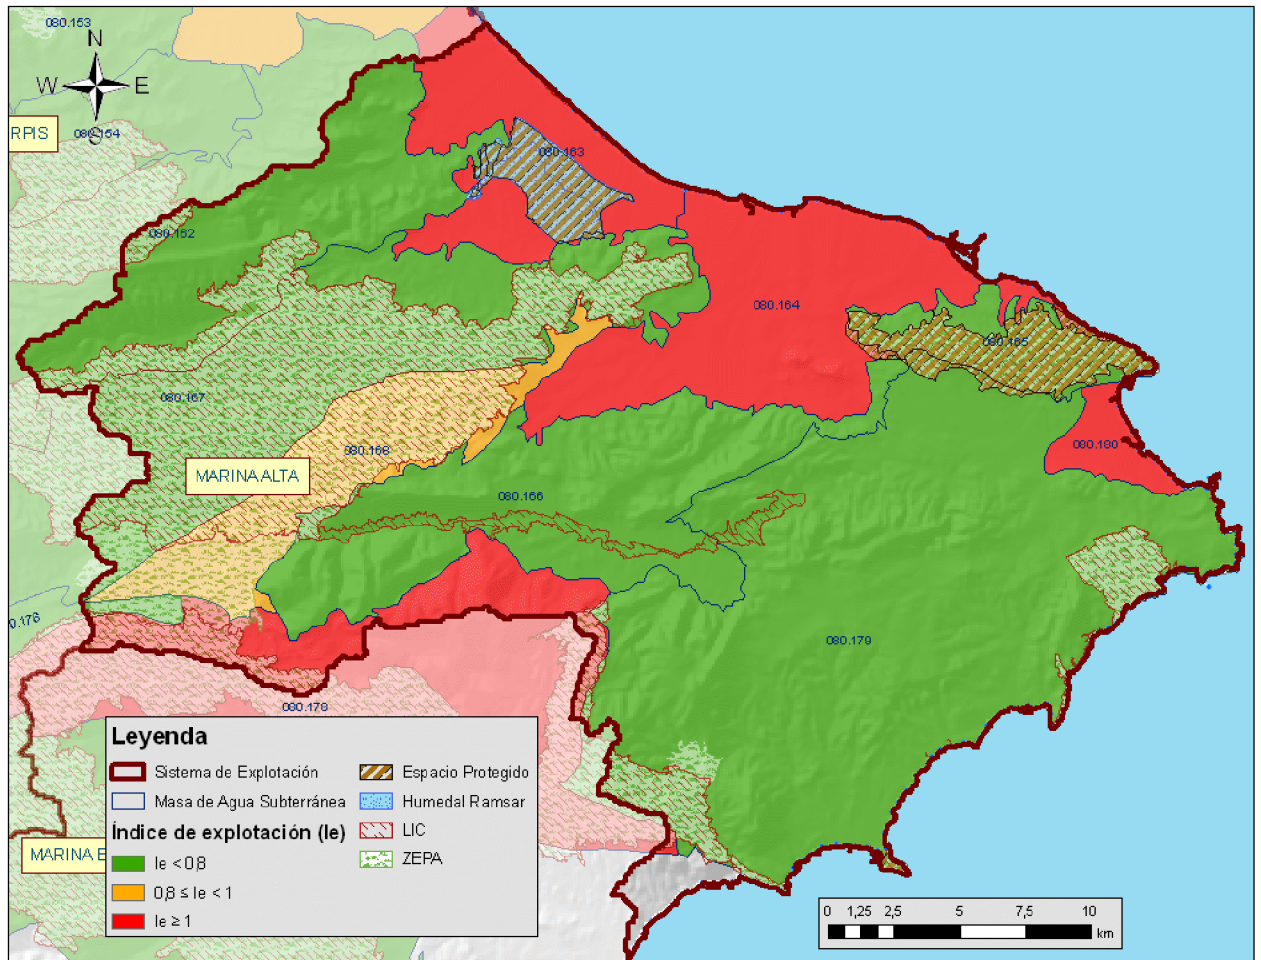 080.153
N
W E
S
RPIS
080.154
080.163
080.162
080.164
080.165
080.167
080.168
080.180
MARINA ALTA
080.166
080.179
0.176
080.178
Leyenda
Sistema de Explotación
Masa de Agua Subterránea
Índice de explotación (Ie)
Ie < 0,8
0,8 ≤ Ie < 1
Ie ≥ 1
Espacio Protegido
Humedal Ramsar
LIC
ZEPA
MARINA B
0 1,25 2,5 5 7,5 10
km